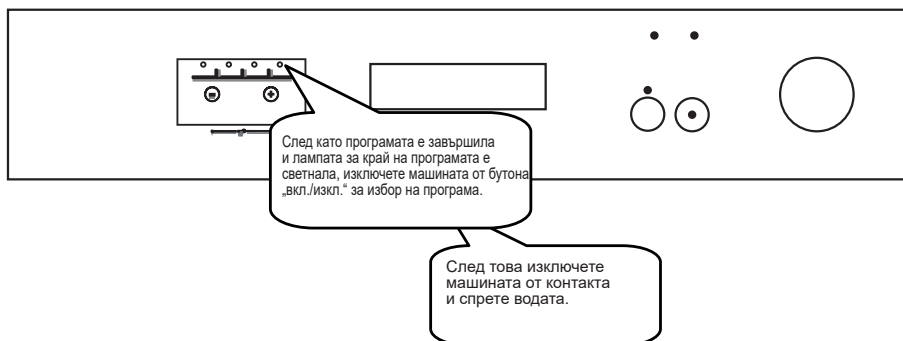 След като програмата е завършила
и лампата за край на програмата е
светнала, изключете машината от бутона
„вкл./изкл.“ за избор на програма.
След това изключете
машината от контакта
и спрете водата.